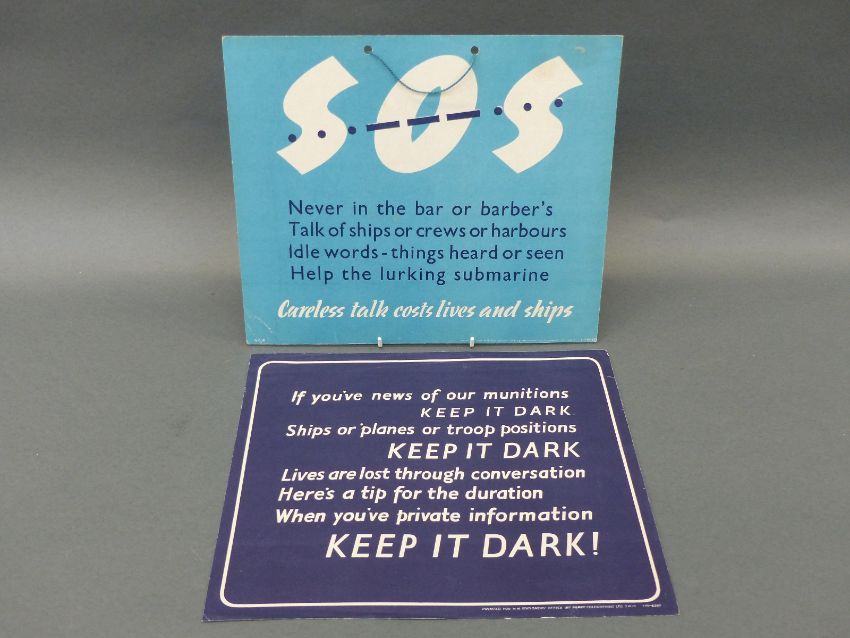 SOS
Never in the bar or barber's
Talk of ships or crews or harbours
Idle words - things heard or seen
Help the lurking submarine
Careless talk costs lives and ships
If you've news of our munitions
KEEP IT DARK
Ships or planes or troop positions
KEEP IT DARK
Lives are lost through conversation
Here's a tip for the duration
When you've private information
KEEP IT DARK!